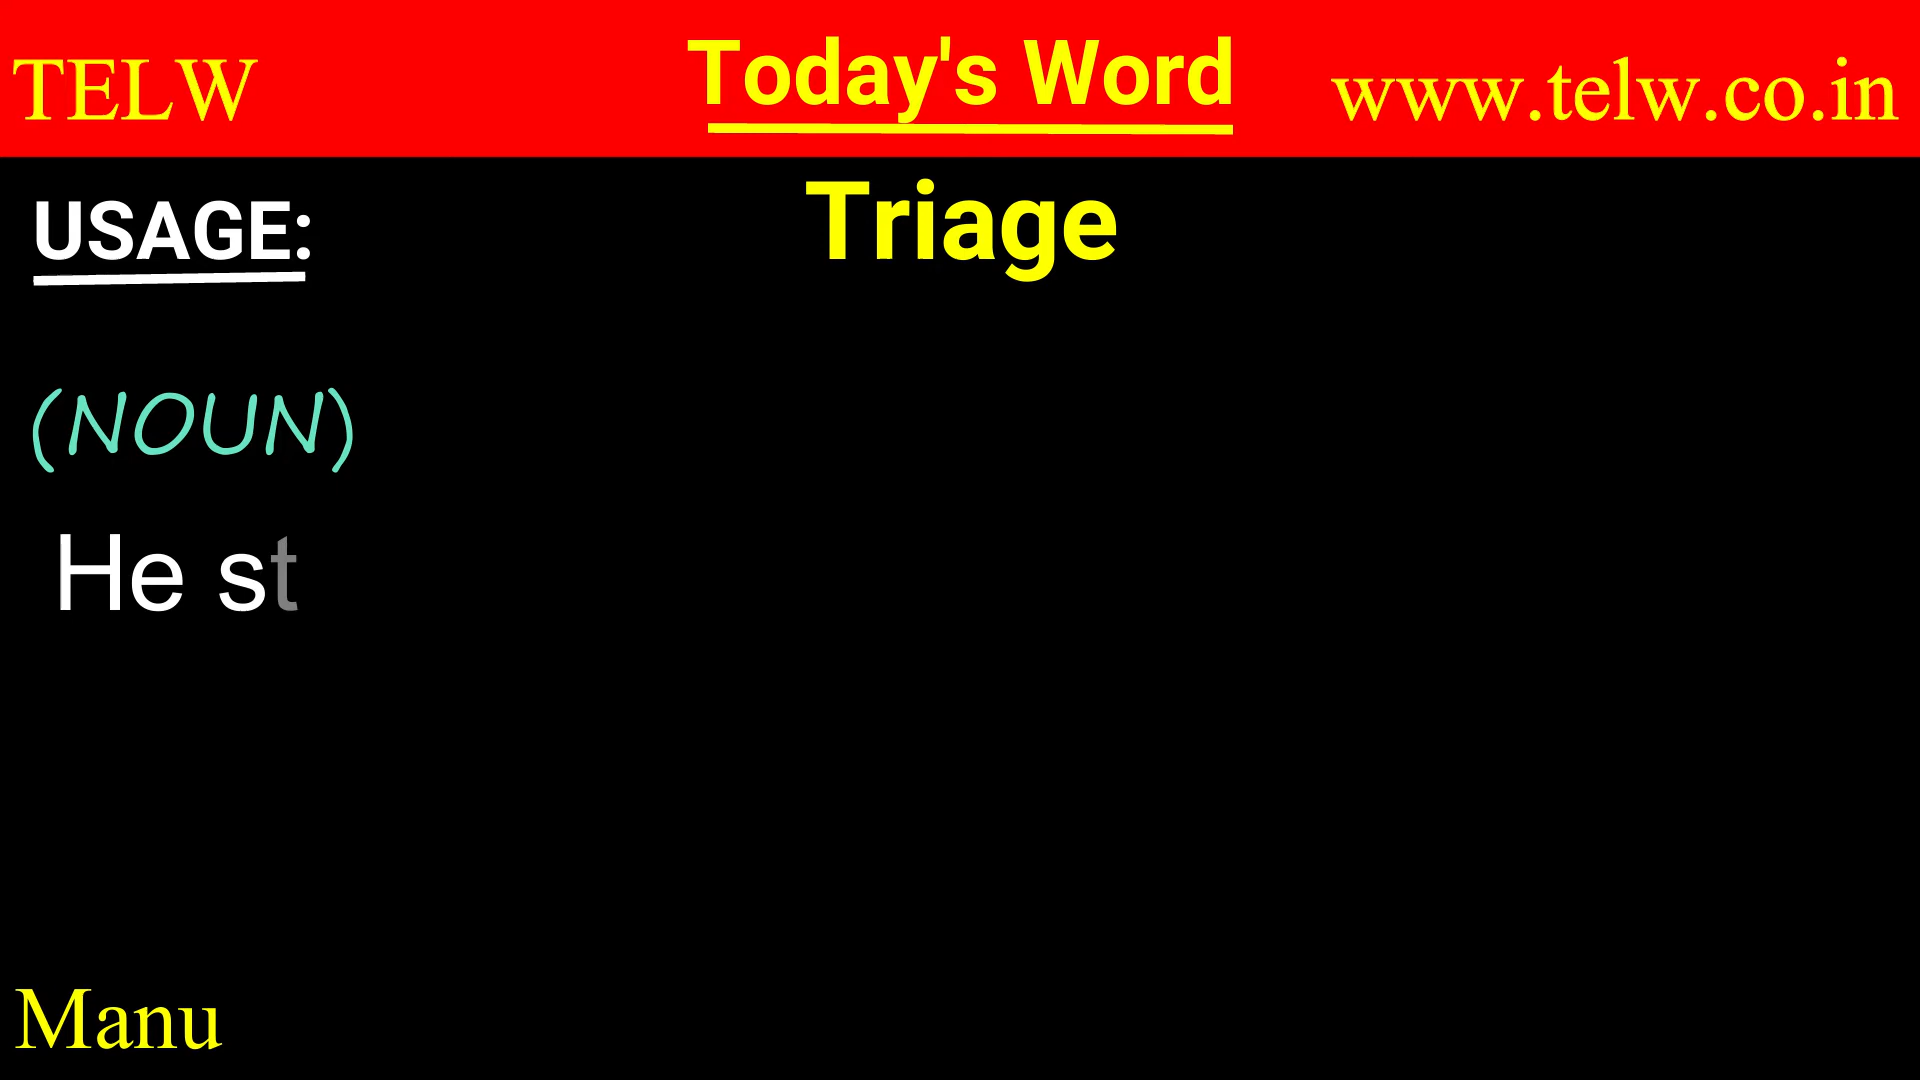 TELW
Today's Word
www.telw.co.in
USAGE:
Triage
(NOUN)
He st
Manu